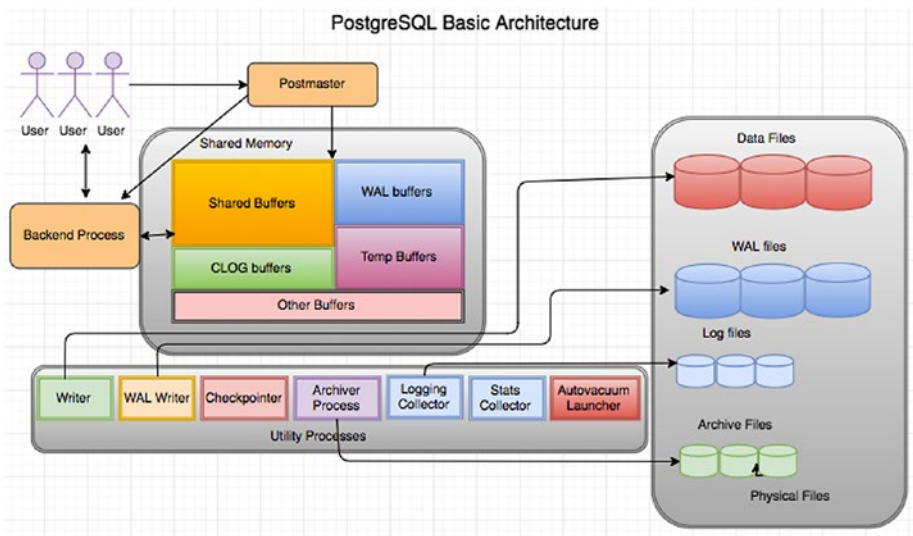 PostgreSQL Basic Architecture
Postmaster
User User User
Shared Memory
Data Files
Shared Buffers
WAL buffers
Backend Process
WAL files
CLOG buffers
Temp Buffers
Other Buffers
Log files
Writer
WAL Writer
Checkpointer
Archiver
Process
Logging
Collector
Stats
Collector
Autovacuum
Launcher
Utility Processes
Archive Files
Physical Files